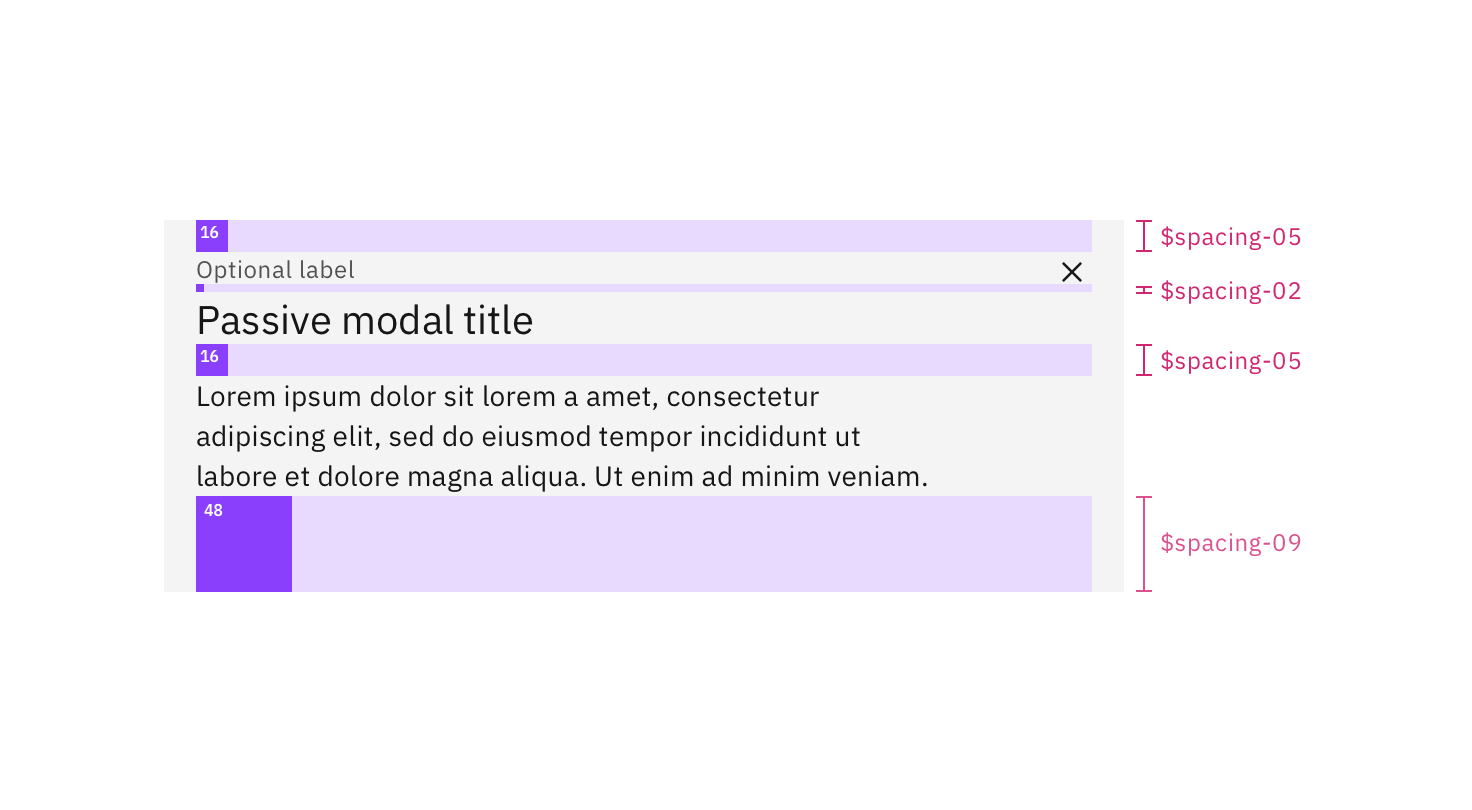 16
$spacing-05
Optional label
$spacing-02
Passive modal title
16
$spacing-05
Lorem ipsum dolor sit lorem a amet, consectetur
adipiscing elit, sed do eiusmod tempor incididunt ut
labore et dolore magna aliqua. Ut enim ad minim veniam.
48
$spacing-09